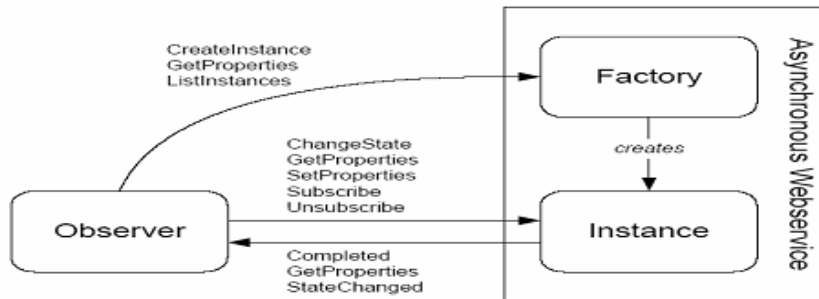 CreateInstance
GetProperties
ListInstances
Factory
Asynchronous Webservice
creates
ChangeState
GetProperties
SetProperties
Subscribe
Unsubscribe
Observer
Instance
Completed
GetProperties
StateChanged